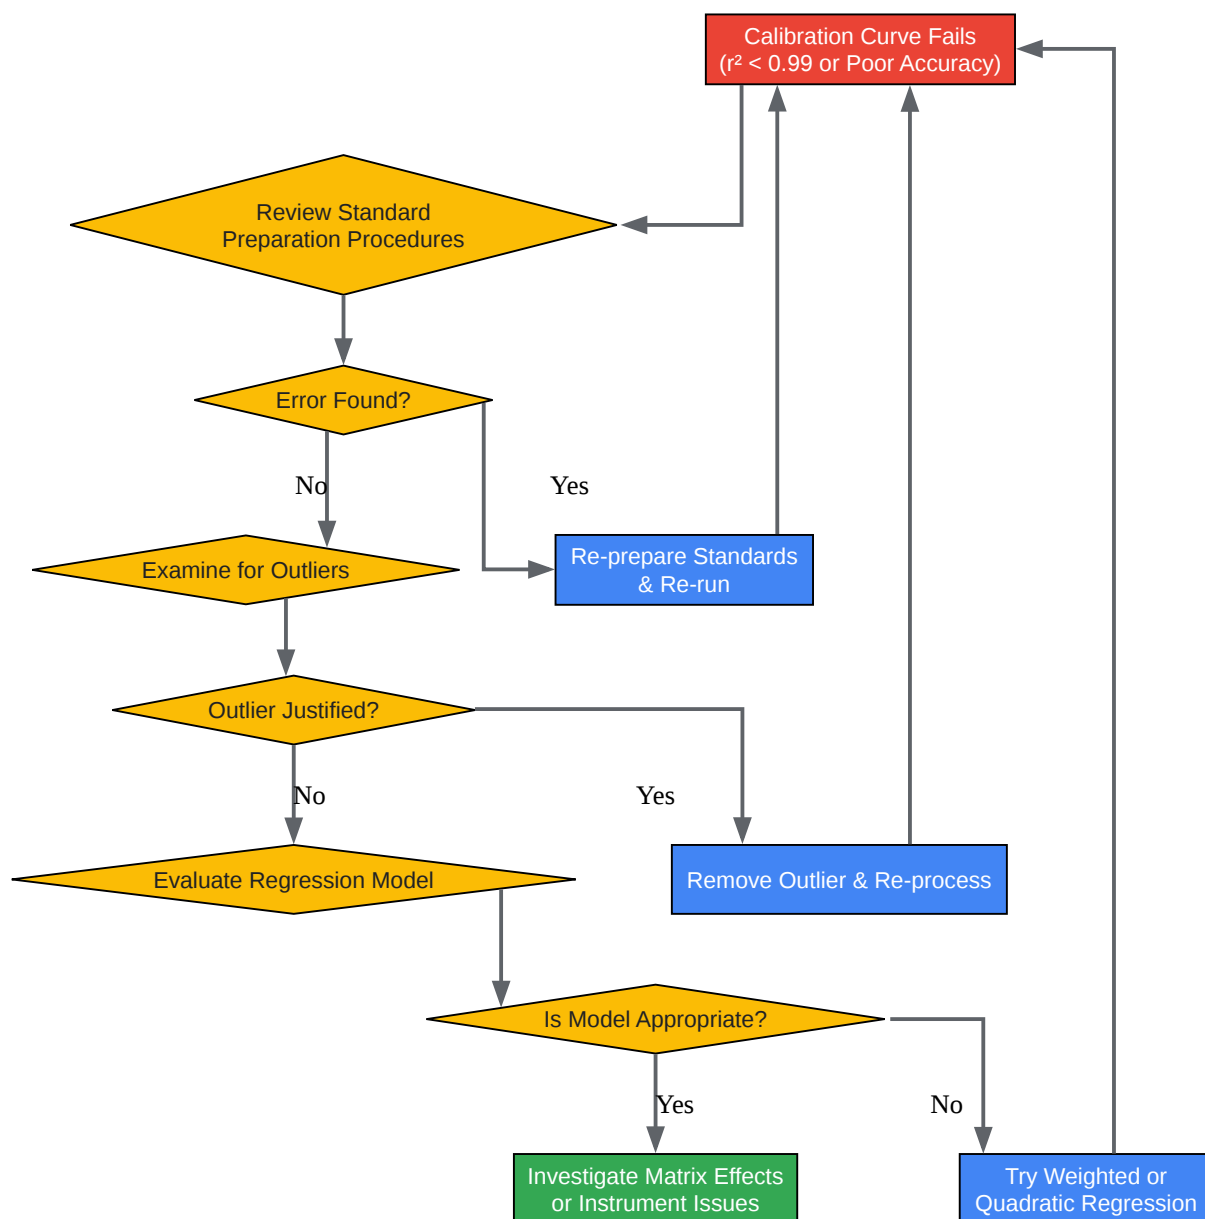 Calibration Curve Fails
(r² < 0.99 or Poor Accuracy)
Review Standard
Preparation Procedures
Error Found?
No
Yes
Examine for Outliers
Re-prepare Standards
& Re-run
Outlier Justified?
No
Yes
Evaluate Regression Model
Remove Outlier & Re-process
Is Model Appropriate?
Yes
No
Investigate Matrix Effects
or Instrument Issues
Try Weighted or
Quadratic Regression